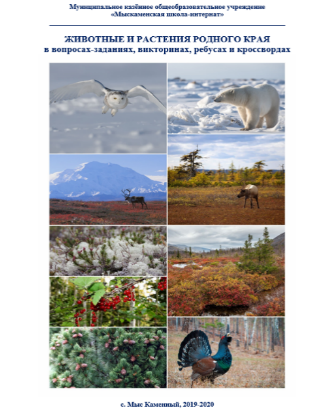 Муниципальное казённое общеобразовательное учреждение
«Мыскаменская школа-интернат»
ЖИВОТНЫЕ И РАСТЕНИЯ РОДНОГО КРАЯ
в вопросах-заданиях, викторинах, ребусах и кроссвордах
с. Мыс Каменный, 2019-2020